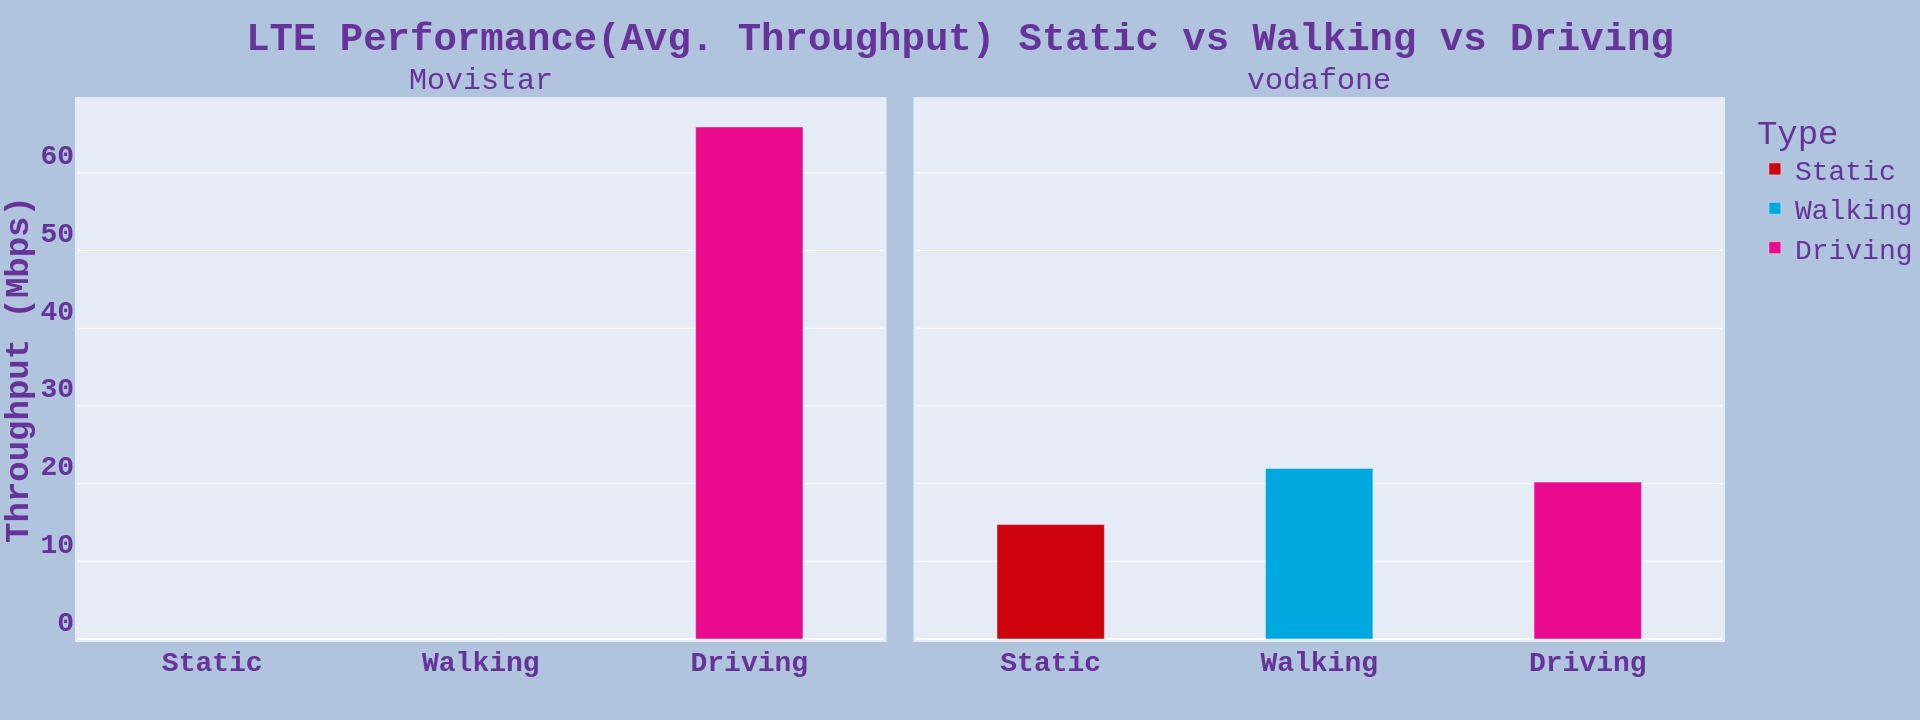 LTE Performance(Avg. Throughput) Static vs Walking vs Driving
Movistar
vodafone
Throughput (Mbps)
60
50
40
30
20
10
0
Static
Walking
Driving
Static
Walking
Driving
Type
Static
Walking
Driving